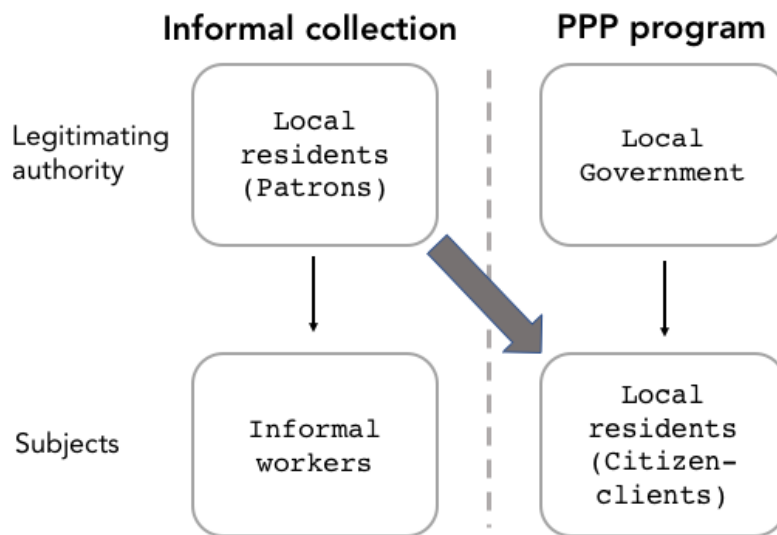 Informal collection
PPP program
Legitimating
authority
Local
residents
(Patrons)
Local
Government
Subjects
Informal
workers
Local
residents
(Citizen-
clients)